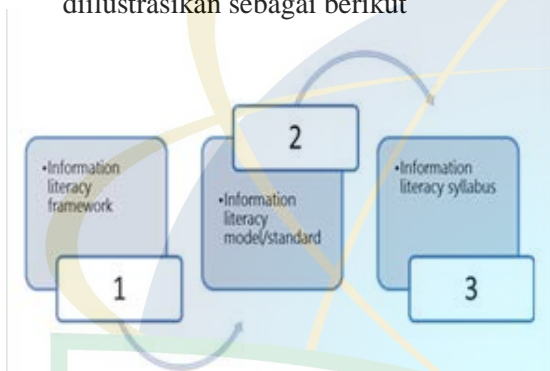 diilustrasikan sebagai berikut
•Information
literacy
framework
1
2
•Information
literacy
model/standard
•Information
literacy syllabus
3